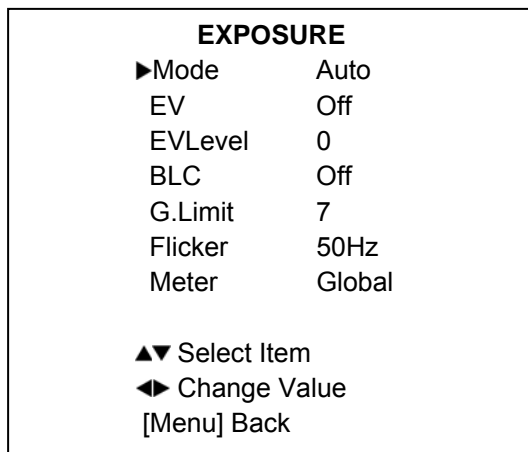 EXPOSURE
▶Mode Auto
EV Off
EVLevel 0
BLC Off
G.Limit 7
Flicker 50Hz
Meter Global
▲▼ Select Item
◀▶ Change Value
[Menu] Back